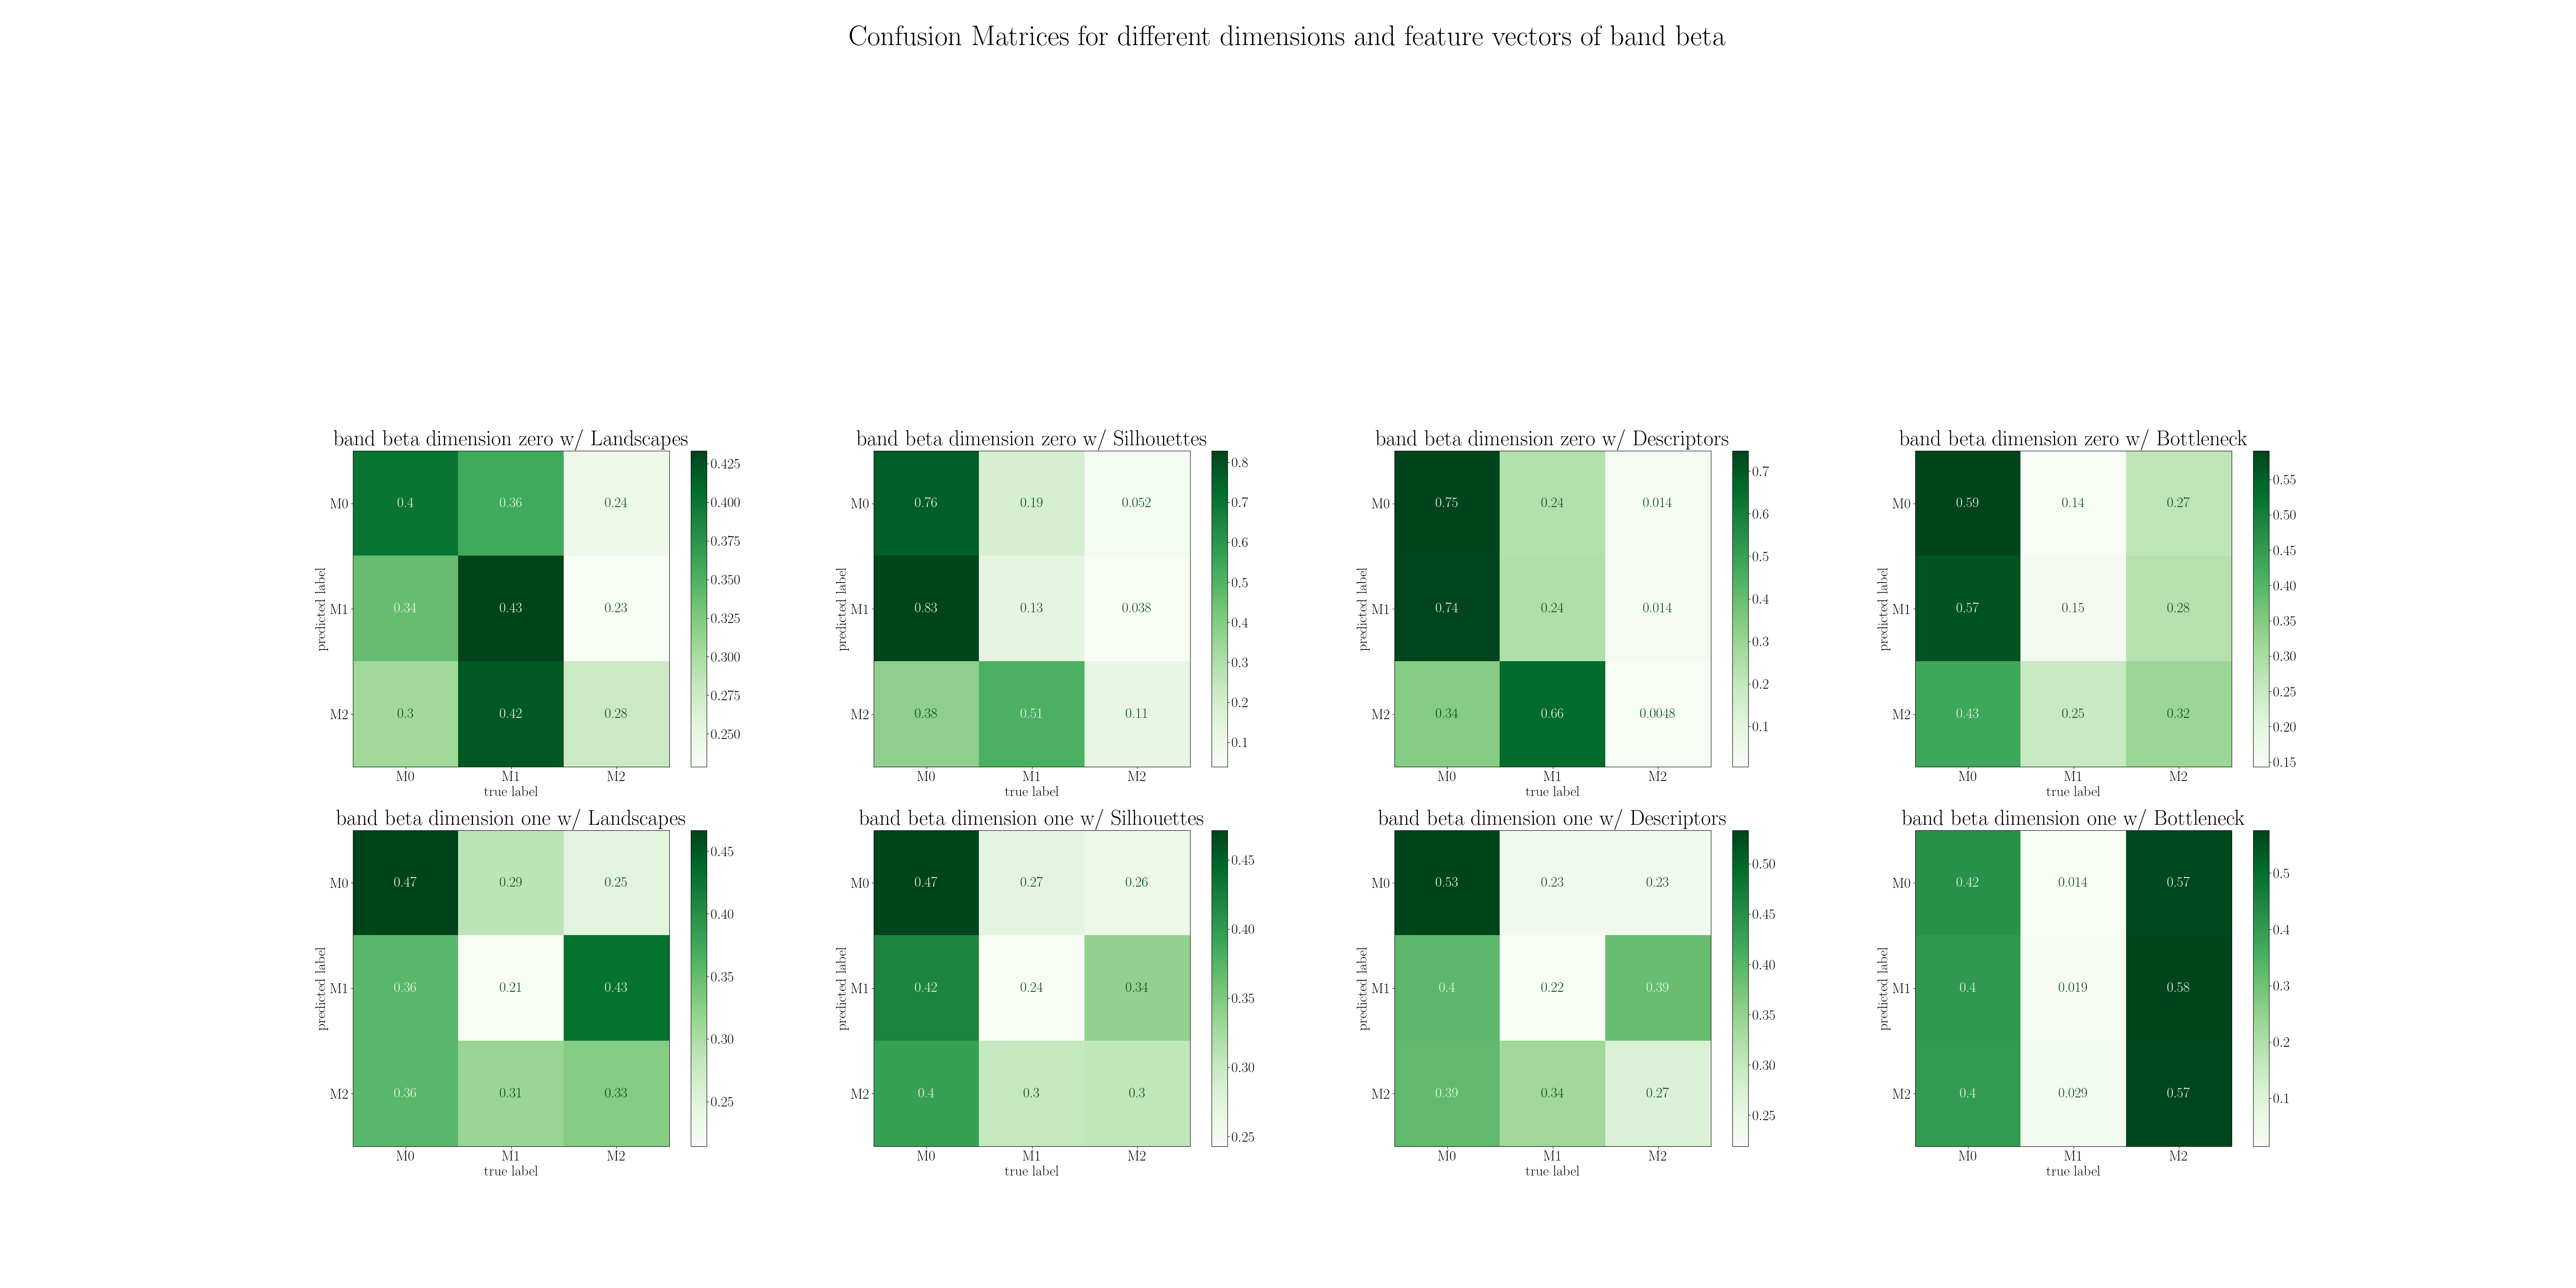 Confusion Matrices for different dimensions and feature vectors of band beta
band beta dimension zero w/ Landscapes
M0 0.4 0.36 0.24
M1 0.34 0.43 0.23
M2 0.3 0.42 0.28
M0 M1 M2
true label
predicted label
0.425
0.400
0.375
0.350
0.325
0.300
0.275
0.250
band beta dimension zero w/ Silhouettes
M0 0.76 0.19 0.052
M1 0.83 0.13 0.038
M2 0.38 0.51 0.11
M0 M1 M2
true label
predicted label
0.8
0.7
0.6
0.5
0.4
0.3
0.2
0.1
band beta dimension zero w/ Descriptors
M0 0.75 0.24 0.014
M1 0.74 0.24 0.014
M2 0.34 0.66 0.0048
M0 M1 M2
true label
predicted label
0.7
0.6
0.5
0.4
0.3
0.2
0.1
band beta dimension zero w/ Bottleneck
M0 0.59 0.14 0.27
M1 0.57 0.15 0.28
M2 0.43 0.25 0.32
M0 M1 M2
true label
predicted label
0.55
0.50
0.45
0.40
0.35
0.30
0.25
0.20
0.15
band beta dimension one w/ Landscapes
M0 0.47 0.29 0.25
M1 0.36 0.21 0.43
M2 0.36 0.31 0.33
M0 M1 M2
true label
predicted label
0.45
0.40
0.35
0.30
0.25
band beta dimension one w/ Silhouettes
M0 0.47 0.27 0.26
M1 0.42 0.24 0.34
M2 0.4 0.3 0.3
M0 M1 M2
true label
predicted label
0.45
0.40
0.35
0.30
0.25
band beta dimension one w/ Descriptors
M0 0.53 0.23 0.23
M1 0.4 0.22 0.39
M2 0.39 0.34 0.27
M0 M1 M2
true label
predicted label
0.50
0.45
0.40
0.35
0.30
0.25
band beta dimension one w/ Bottleneck
M0 0.42 0.014 0.57
M1 0.4 0.019 0.58
M2 0.4 0.029 0.57
M0 M1 M2
true label
predicted label
0.5
0.4
0.3
0.2
0.1